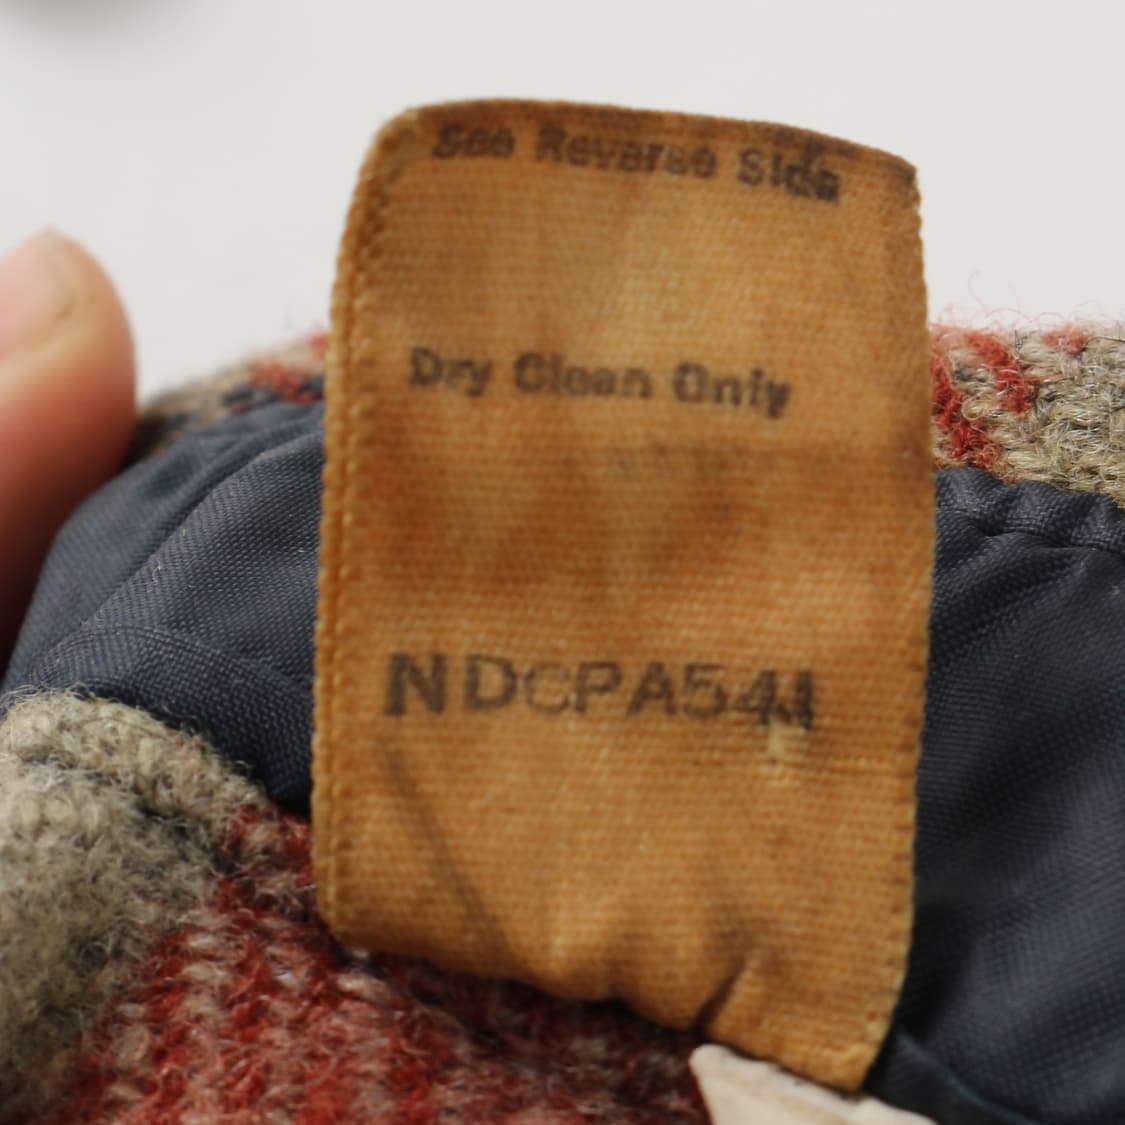 See Reverse Side
Dry Clean Only
NDCPA541